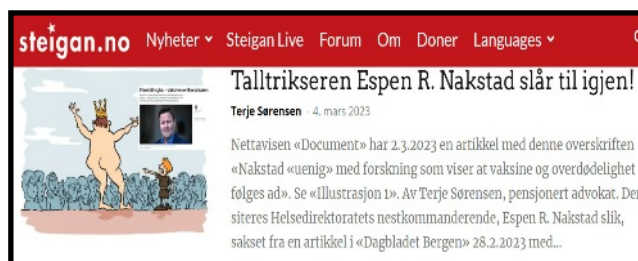 steigan.no Nyheter Steigan Live Forum Om Doner Languages
Talltrikseren Espen R. Nakstad slår til igjen!
Terje Sørensen - 4. mars 2023
Nettavisen «Document» har 2.3.2023 en artikkel med denne overskriften
«Nakstad «uenig» med forskning som viser at vaksine og overdødelighet
følges ad». Se «Illustrasjon 1». Av Terje Sørensen, pensjonert advokat. Der
siteres Helsedirektoratets nestkommanderende, Espen R. Nakstad slik,
sakset fra en artikkel i «Dagbladet Bergen» 28.2.2023 med...